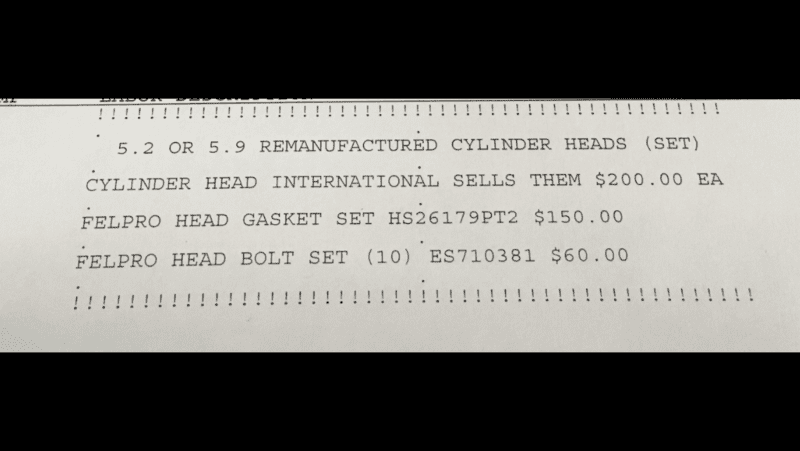 !!!!!!!!!!!!!!!!!!!!!!!!!!!!!!!!!!!!!!!!!!!!!
5.2 OR 5.9 REMANUFACTURED CYLINDER HEADS (SET)
CYLINDER HEAD INTERNATIONAL SELLS THEM $200.00 EA
FELPRO HEAD GASKET SET HS26179PT2 $150.00
FELPRO HEAD BOLT SET (10) ES710381 $60.00
!!!!!!!!!!!!!!!!!!!!!!!!!!!!!!!!!!!!!!!!!!!!!!!!!